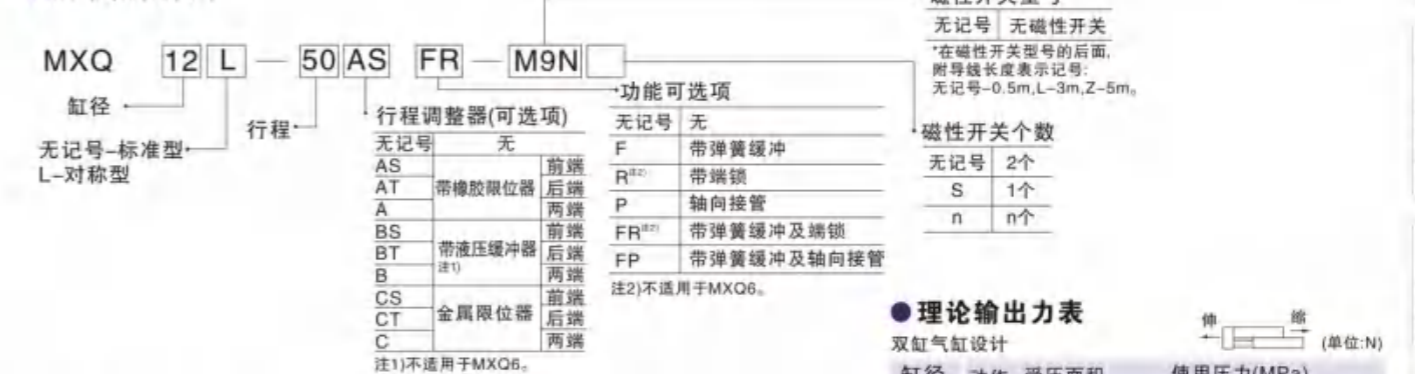 无记号 无磁性开关
*在磁性开关型号的后面,
附导线长度表示记号:
无记号-0.5m,L-3m,Z-5m。
MXQ 12 L — 50 AS FR — M9N
缸径
无记号-标准型
L-对称型
行程
行程调整器(可选项)
无记号 无
AS 前端
AT 带橡胶限位器 后端
A 两端
BS 前端
BT 带液压缓冲器 后端
注1)
B 两端
CS 前端
CT 金属限位器 后端
C 两端
注1)不适用于MXQ6。
功能可选项
无记号 无
F 带弹簧缓冲
R注2) 带端锁
P 轴向接管
FR注2) 带弹簧缓冲及端锁
FP 带弹簧缓冲及轴向接管
注2)不适用于MXQ6。
磁性开关个数
无记号 2个
S 1个
n n个
●理论输出力表
伸 缩
双缸气缸设计 (单位:N)
使用压力(MPa)